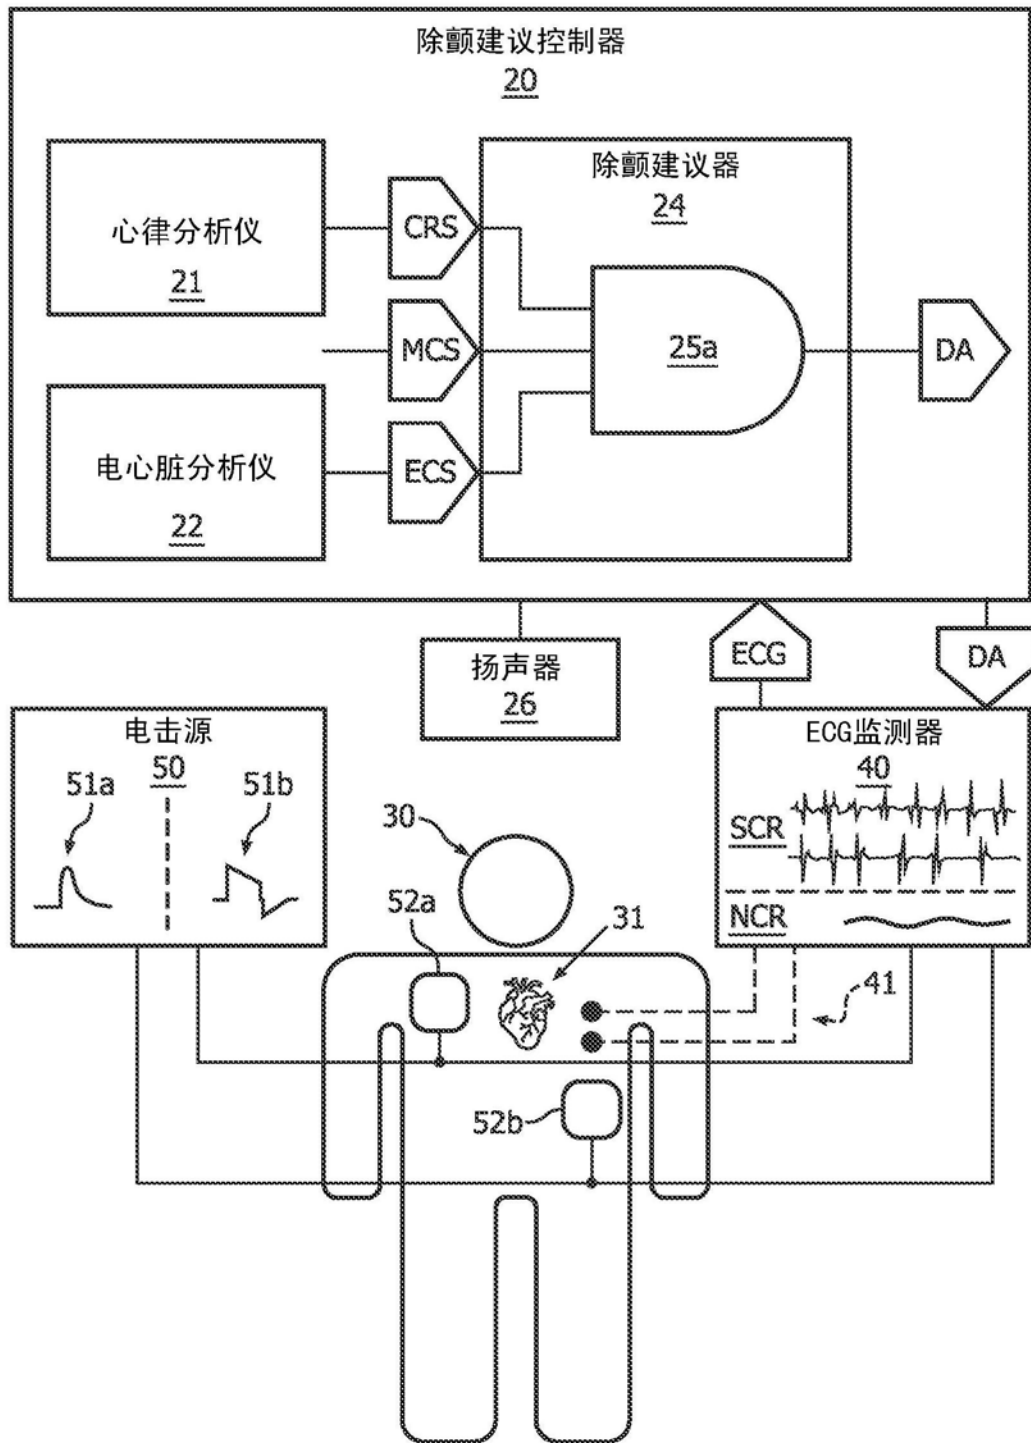 除颤建议控制器
20
心律分析仪
21
CRS
除颤建议器
24
MCS
25a
DA
电心脏分析仪
22
ECS
扬声器
26
ECG
DA
电击源
50
51a
51b
ECG监测器
40
SCR
NCR
30
52a
31
41
52b